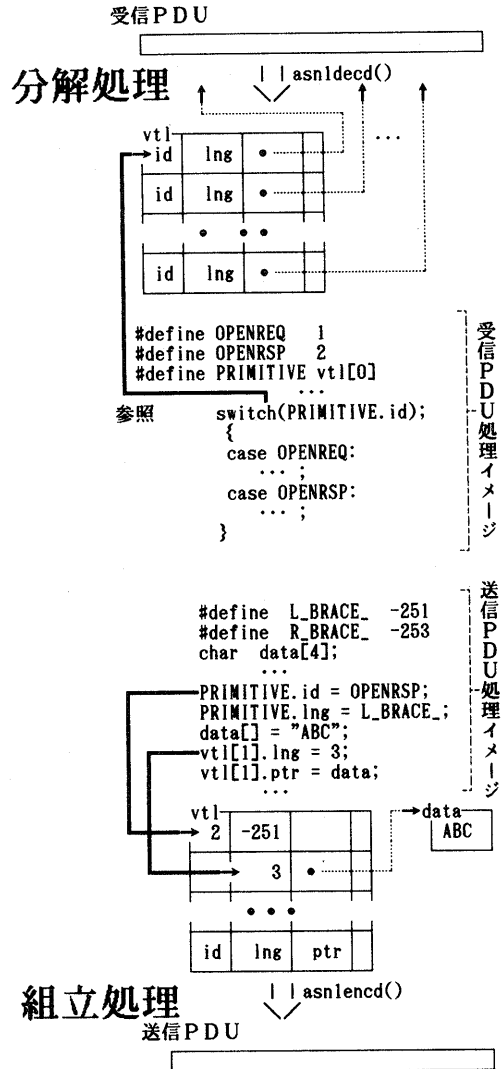 受信PDU
分解処理
| | asn1decd()
vtl
id lng ●
id lng ●
● ● ●
id lng ●
...
#define OPENREQ 1
#define OPENRSP 2
#define PRIMITIVE vtl[0]
...
参照
switch(PRIMITIVE.id);
{
case OPENREQ:
... ;
case OPENRSP:
... ;
}
受信PDU処理イメージ
#define L_BRACE_ -251
#define R_BRACE_ -253
char data[4];
...
PRIMITIVE.id = OPENRSP;
PRIMITIVE.lng = L_BRACE_;
data[] = "ABC";
vtl[1].lng = 3;
vtl[1].ptr = data;
...
送信PDU処理イメージ
vtl
2 -251
3 ●
● ● ●
id lng ptr
data
ABC
組立処理
| | asn1encd()
送信PDU